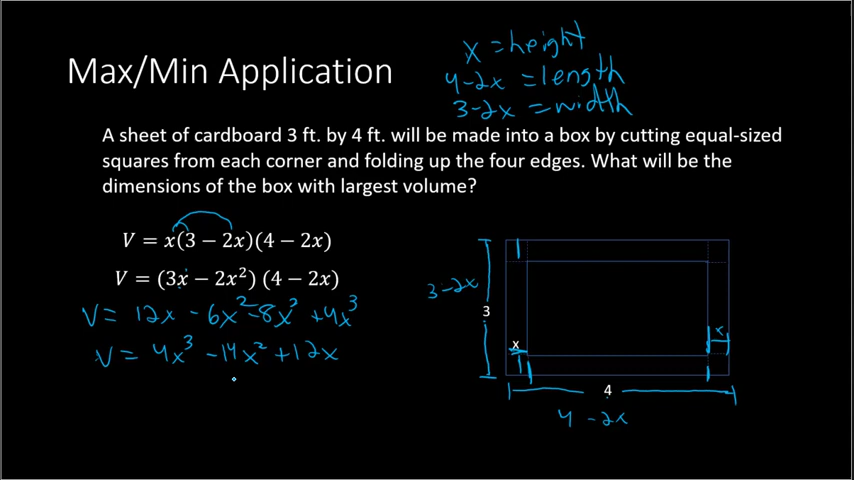 Max/Min Application
x = height
4-2x = length
3-2x = width
A sheet of cardboard 3 ft. by 4 ft. will be made into a box by cutting equal-sized
squares from each corner and folding up the four edges. What will be the
dimensions of the box with largest volume?
V = x(3 − 2x)(4 − 2x)
V = (3x − 2x²) (4 − 2x)
V = 12x - 6x² - 8x² + 4x³
V = 4x³ - 14x² + 12x
3-2x
3
x
x
4
4 - 2x